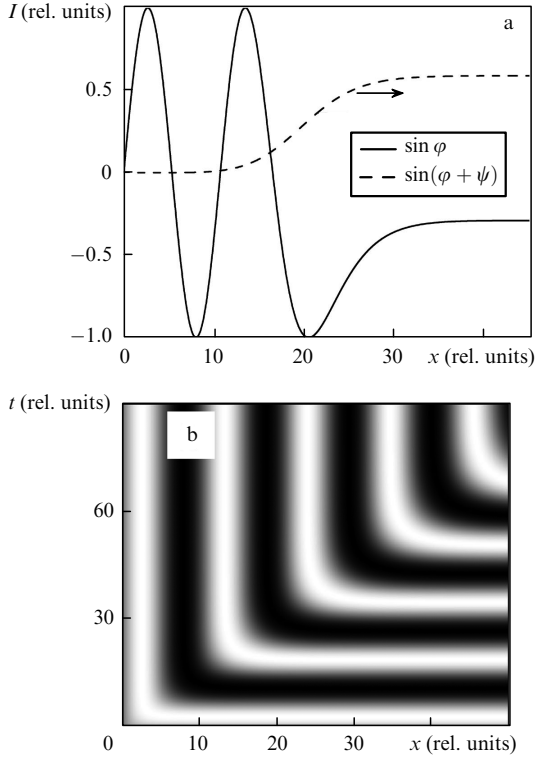 I (rel. units)
a
0.5
0
−0.5
−1.0
sin φ
sin(φ + ψ)
0 10 20 30 x (rel. units)
t (rel. units)
b
60
30
0 10 20 30 x (rel. units)